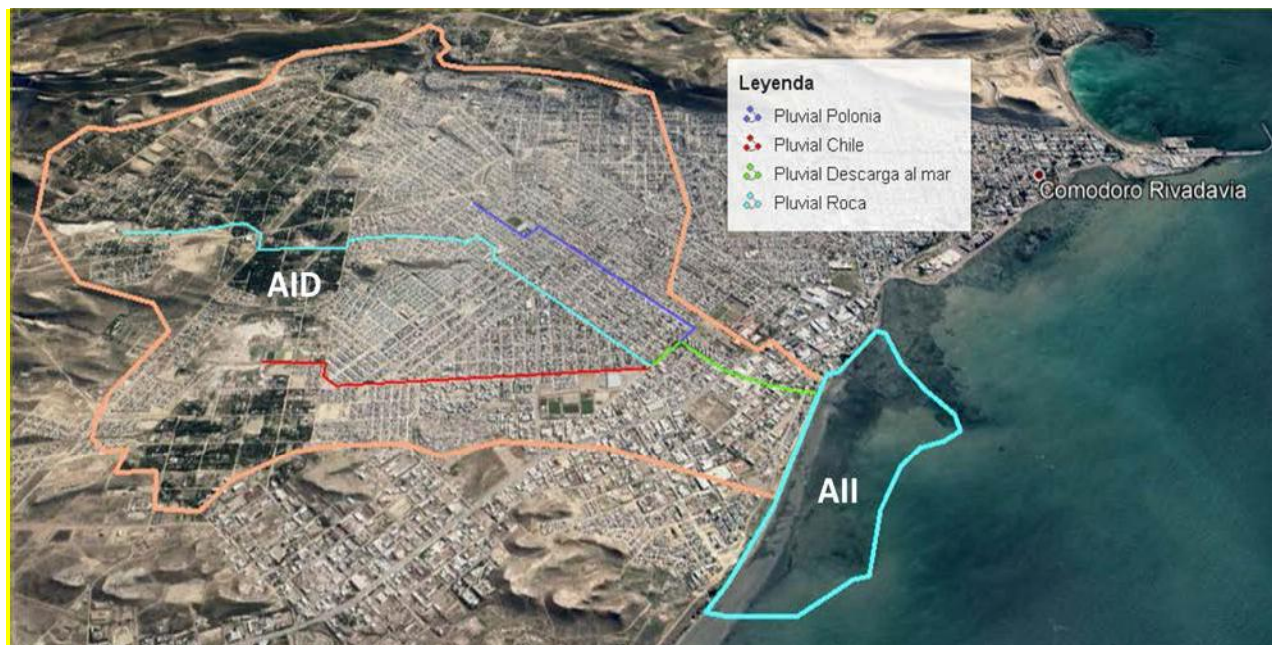 Leyenda
Pluvial Polonia
Pluvial Chile
Pluvial Descarga al mar
Pluvial Roca
Comodoro Rivadavia
AID
AII